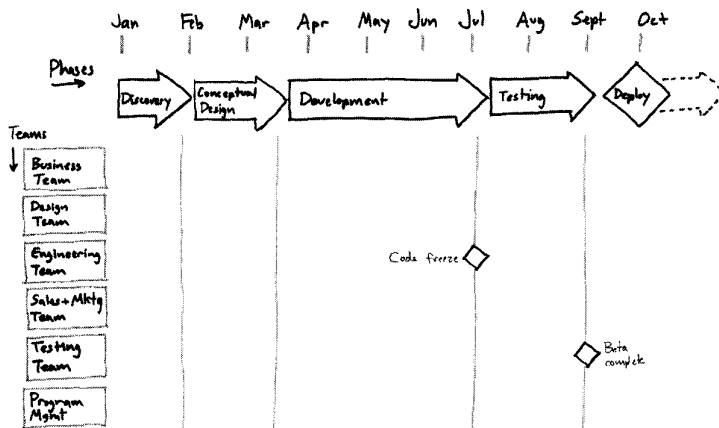 Jan Feb Mar Apr May Jun Jul Aug Sept Oct
Phases
Discovery
Conceptual
Design
Development
Testing
Deploy
Teams
Business
Team
Design
Team
Engineering
Team
Code freeze
Sales+Mktg
Team
Testing
Team
Beta
complete
Program
Mgmt